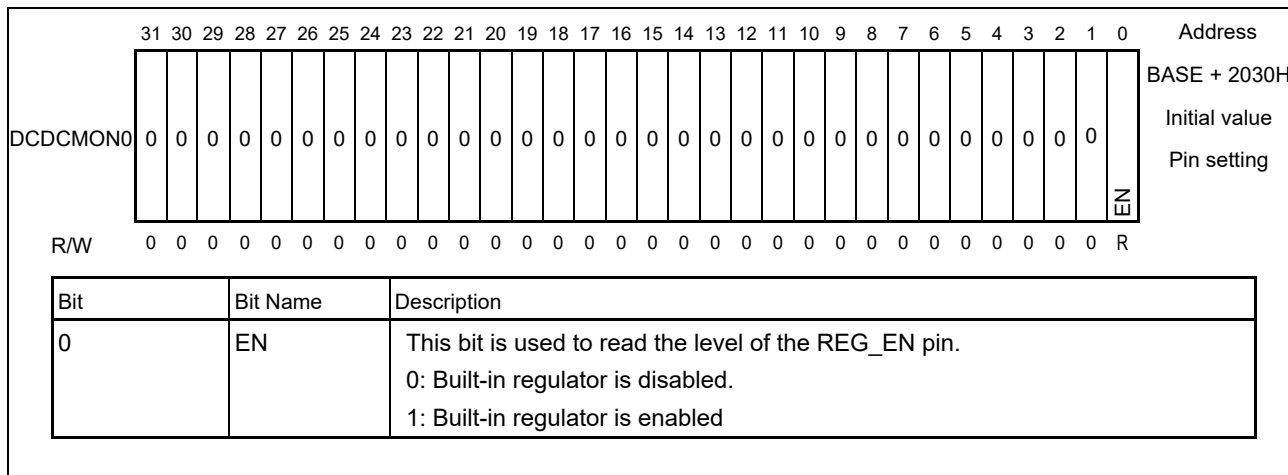 31 30 29 28 27 26 25 24 23 22 21 20 19 18 17 16 15 14 13 12 11 10 9 8 7 6 5 4 3 2 1 0 Address
BASE + 2030H
Initial value
DCDCMON0 0 0 0 0 0 0 0 0 0 0 0 0 0 0 0 0 0 0 0 0 0 0 0 0 0 0 0 0 0 0 0 EN
Pin setting
R/W 0 0 0 0 0 0 0 0 0 0 0 0 0 0 0 0 0 0 0 0 0 0 0 0 0 0 0 0 0 0 0 R
Bit Bit Name Description
0 EN This bit is used to read the level of the REG_EN pin.
0: Built-in regulator is disabled.
1: Built-in regulator is enabled